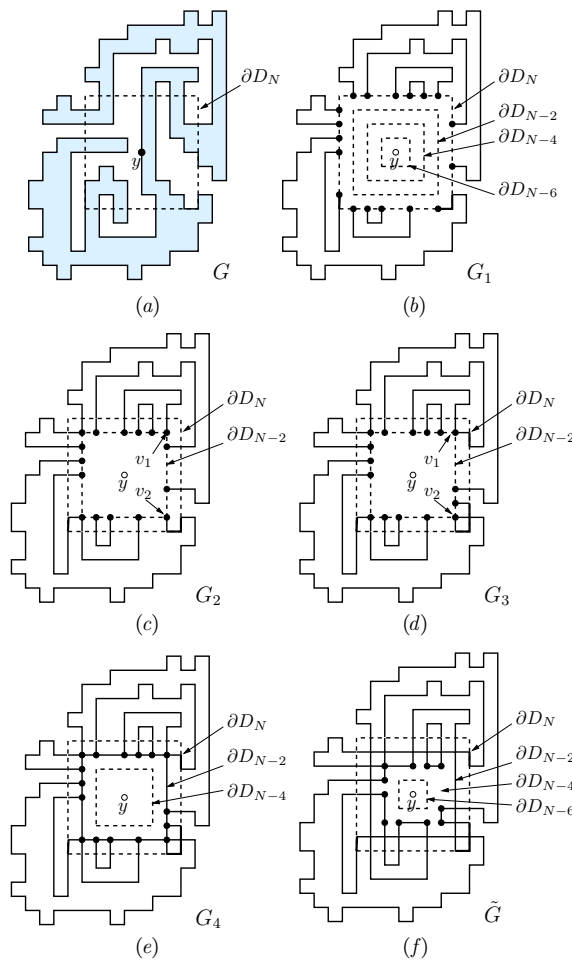 ∂D_N
y
G
(a)
∂D_N
∂D_{N−2}
∂D_{N−4}
y
∂D_{N−6}
G_1
(b)
∂D_N
∂D_{N−2}
v_1
y
v_2
G_2
(c)
∂D_N
∂D_{N−2}
v_1
y
v_2
G_3
(d)
∂D_N
∂D_{N−2}
∂D_{N−4}
y
G_4
(e)
∂D_N
∂D_{N−2}
∂D_{N−4}
∂D_{N−6}
y
G̃
(f)